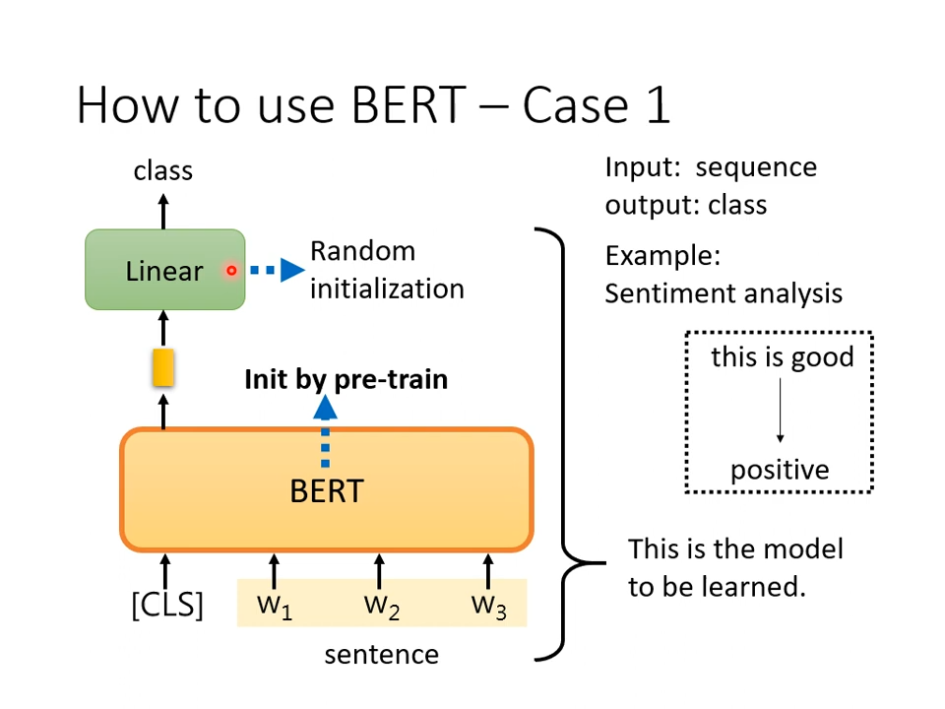 How to use BERT – Case 1
class
Linear
Random
initialization
Init by pre-train
BERT
[CLS]
w1
w2
w3
sentence
Input: sequence
output: class
Example:
Sentiment analysis
this is good
positive
This is the model
to be learned.